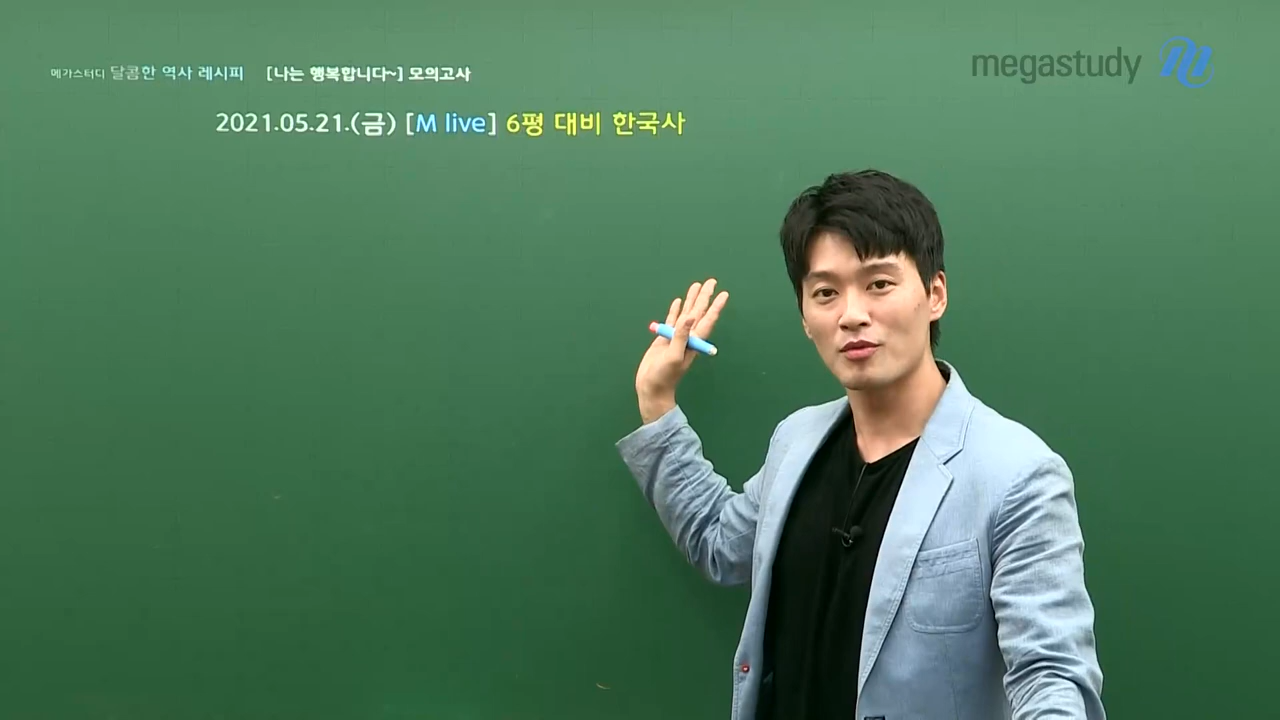 메가스터디 달콤한 역사 레시피 [나는 행복합니다~] 모의고사
megastudy
2021.05.21.(금) [M live] 6평 대비 한국사